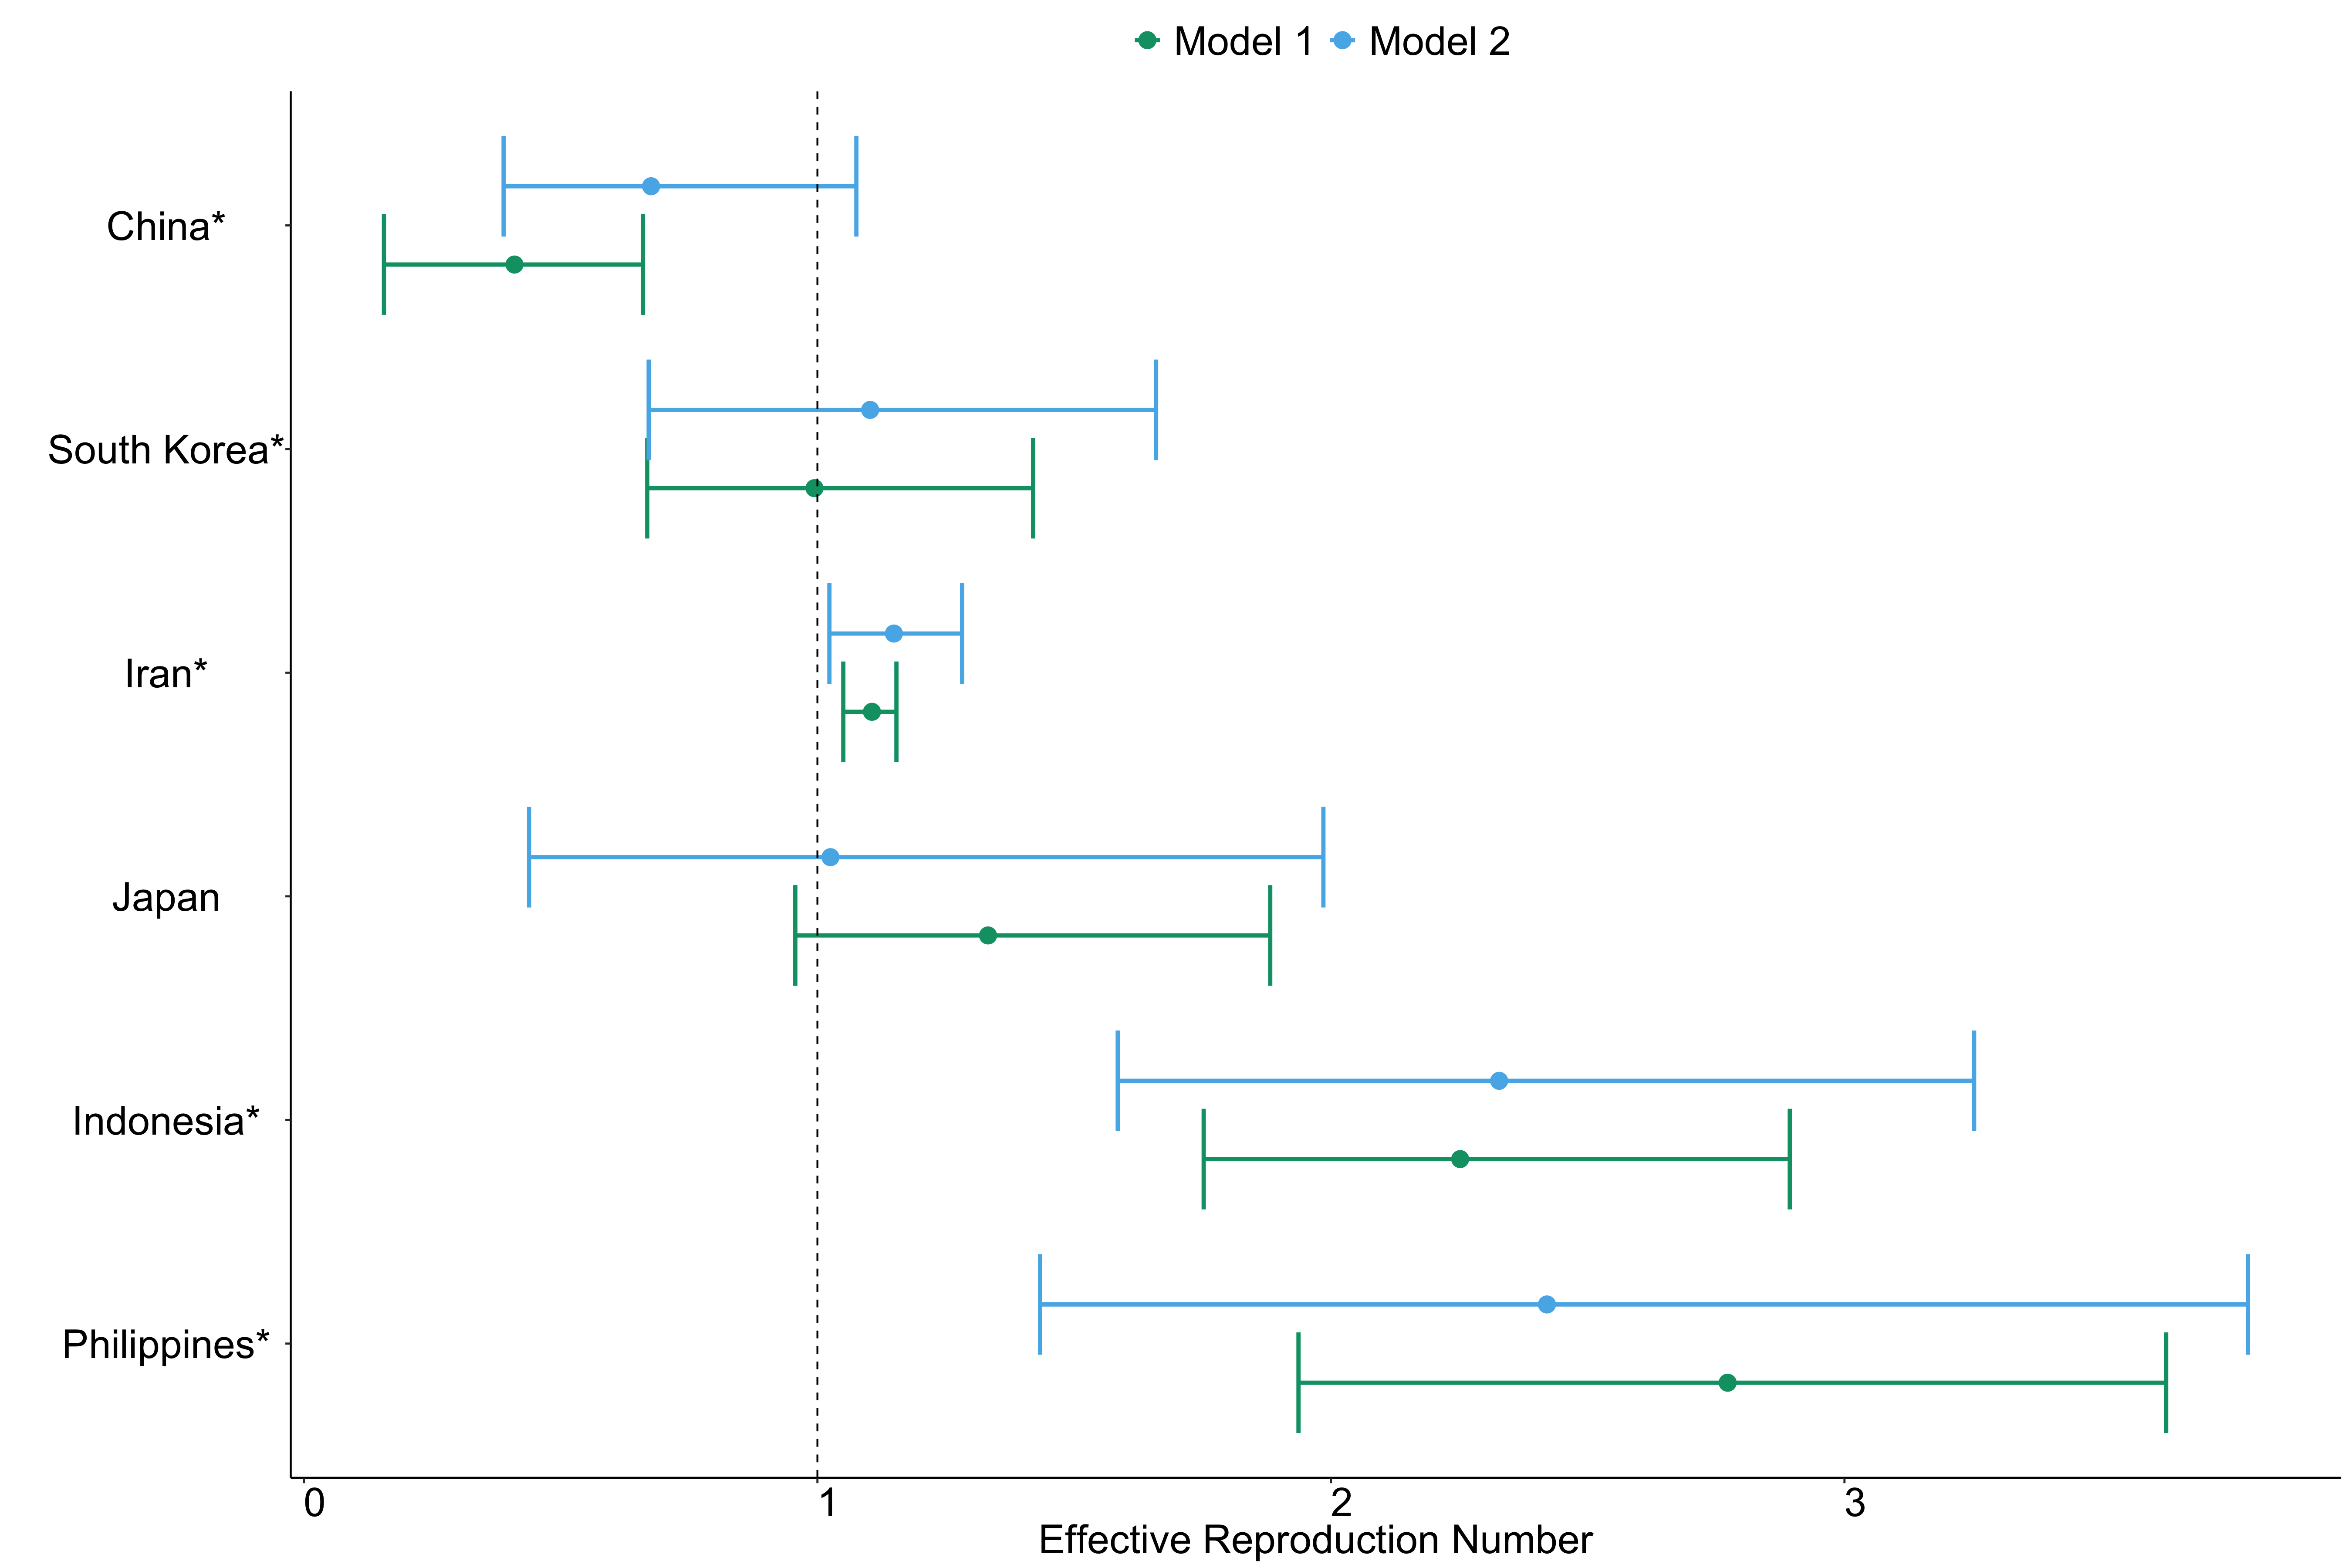 Model 1 Model 2
China*
South Korea*
Iran*
Japan
Indonesia*
Philippines*
0 1 2 3
Effective Reproduction Number